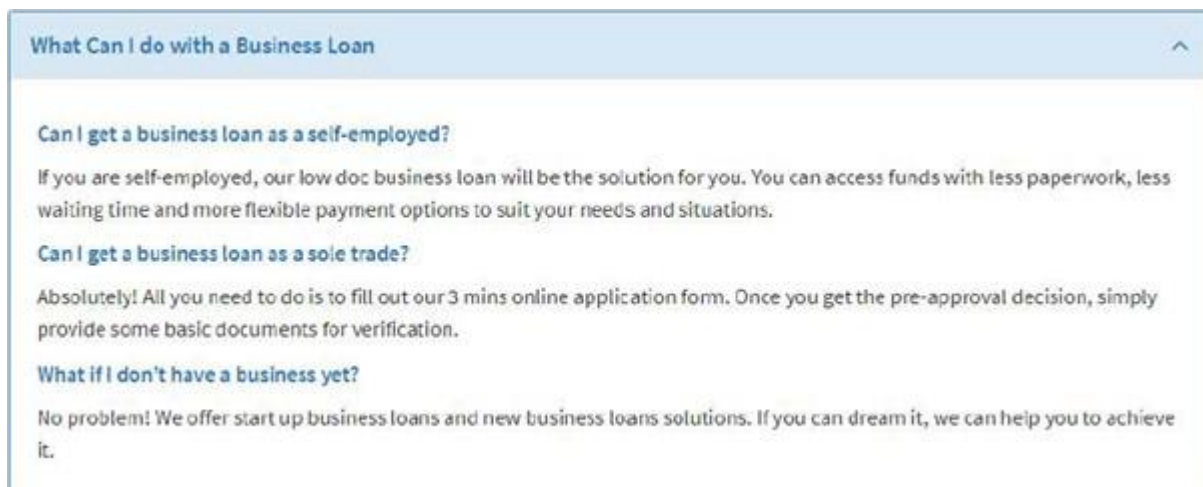 What Can I do with a Business Loan
Can I get a business loan as a self-employed?
If you are self-employed, our low doc business loan will be the solution for you. You can access funds with less paperwork, less
waiting time and more flexible payment options to suit your needs and situations.
Can I get a business loan as a sole trade?
Absolutely! All you need to do is to fill out our 3 mins online application form. Once you get the pre-approval decision, simply
provide some basic documents for verification.
What if I don't have a business yet?
No problem! We offer start up business loans and new business loans solutions. If you can dream it, we can help you to achieve
it.